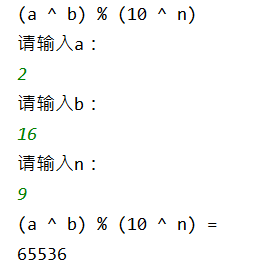 (a ^ b) % (10 ^ n)
请输入a：
2
请输入b：
16
请输入n：
9
(a ^ b) % (10 ^ n) =
65536